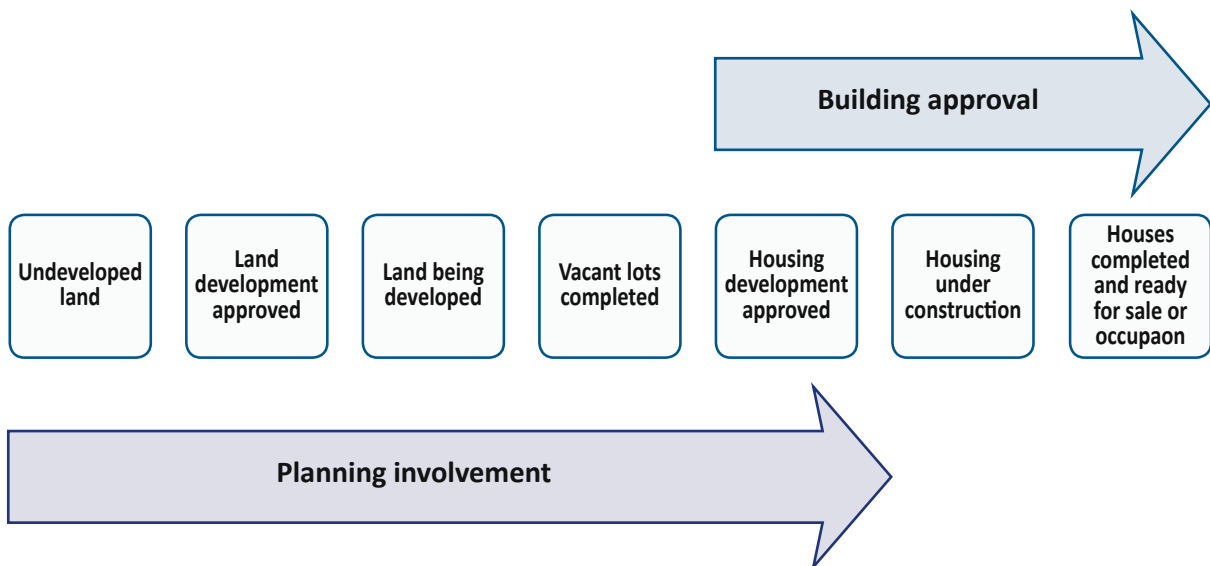 Building approval
Undeveloped
land
Land
development
approved
Land being
developed
Vacant lots
completed
Housing
development
approved
Housing
under
construction
Houses
completed
and ready
for sale or
occupaon
Planning involvement